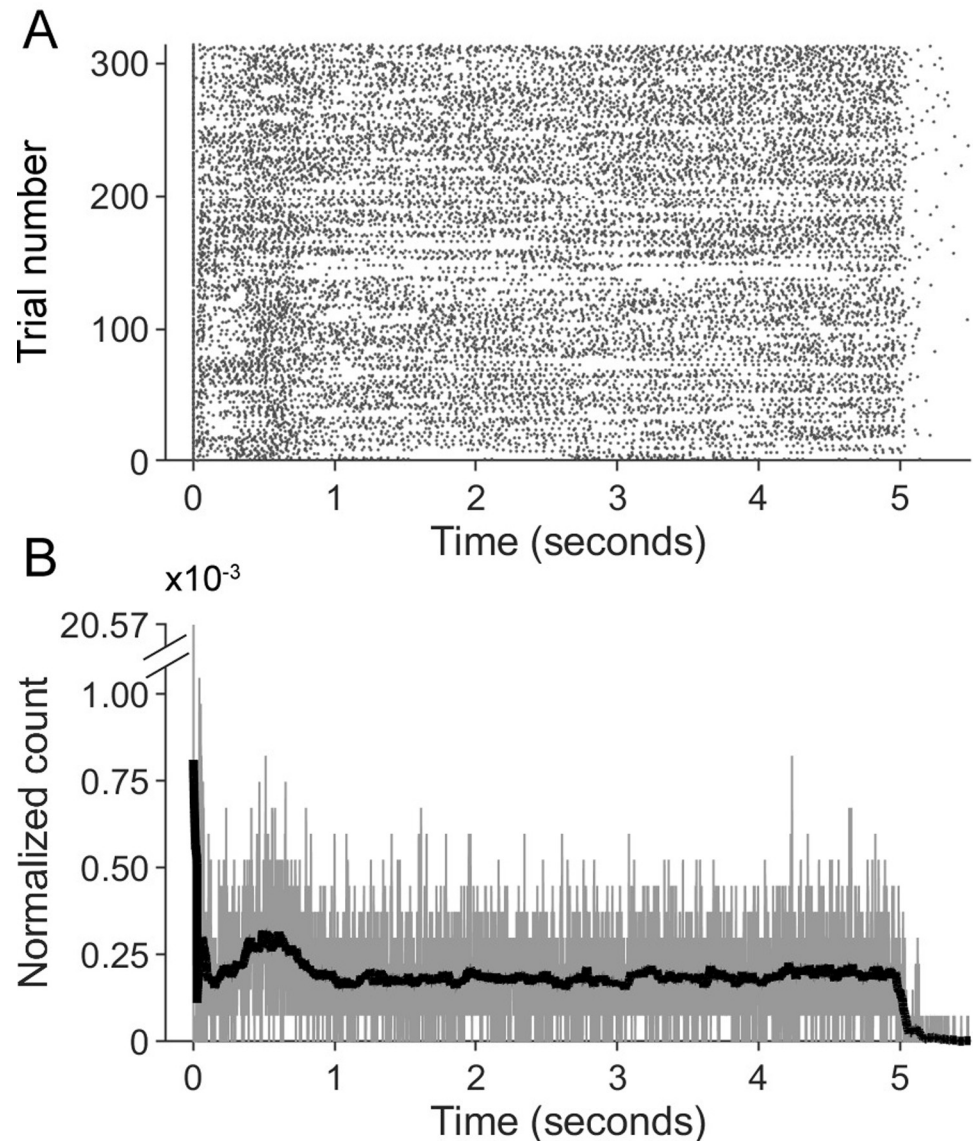 A
Trial number
300
200
100
0
0 1 2 3 4 5
Time (seconds)
B
x10-3
Normalized count
20.57
1.00
0.75
0.50
0.25
0
0 1 2 3 4 5
Time (seconds)